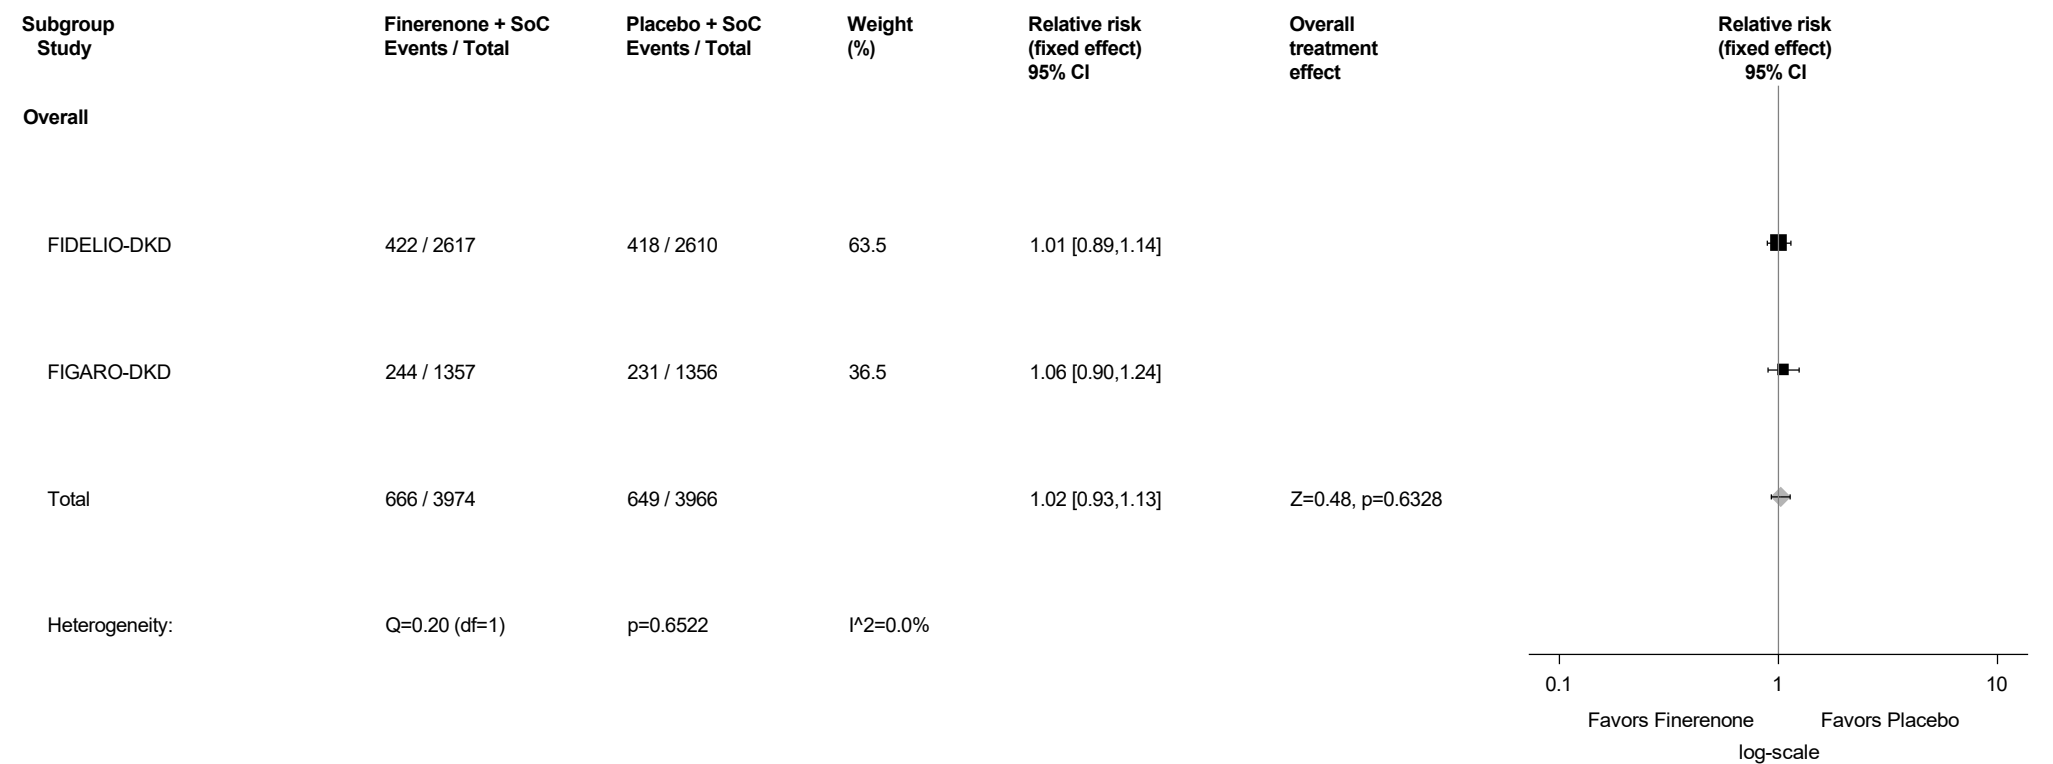 Subgroup Finerenone + SoC Placebo + SoC Weight Relative risk Overall Relative risk
Study Events / Total Events / Total (%) (fixed effect) treatment (fixed effect)
95% CI effect 95% CI
Overall
FIDELIO-DKD 422 / 2617 418 / 2610 63.5 1.01 [0.89,1.14]
FIGARO-DKD 244 / 1357 231 / 1356 36.5 1.06 [0.90,1.24]
Total 666 / 3974 649 / 3966 1.02 [0.93,1.13] Z=0.48, p=0.6328
Heterogeneity: Q=0.20 (df=1) p=0.6522 I^2=0.0%
0.1 1 10
Favors Finerenone Favors Placebo
log-scale